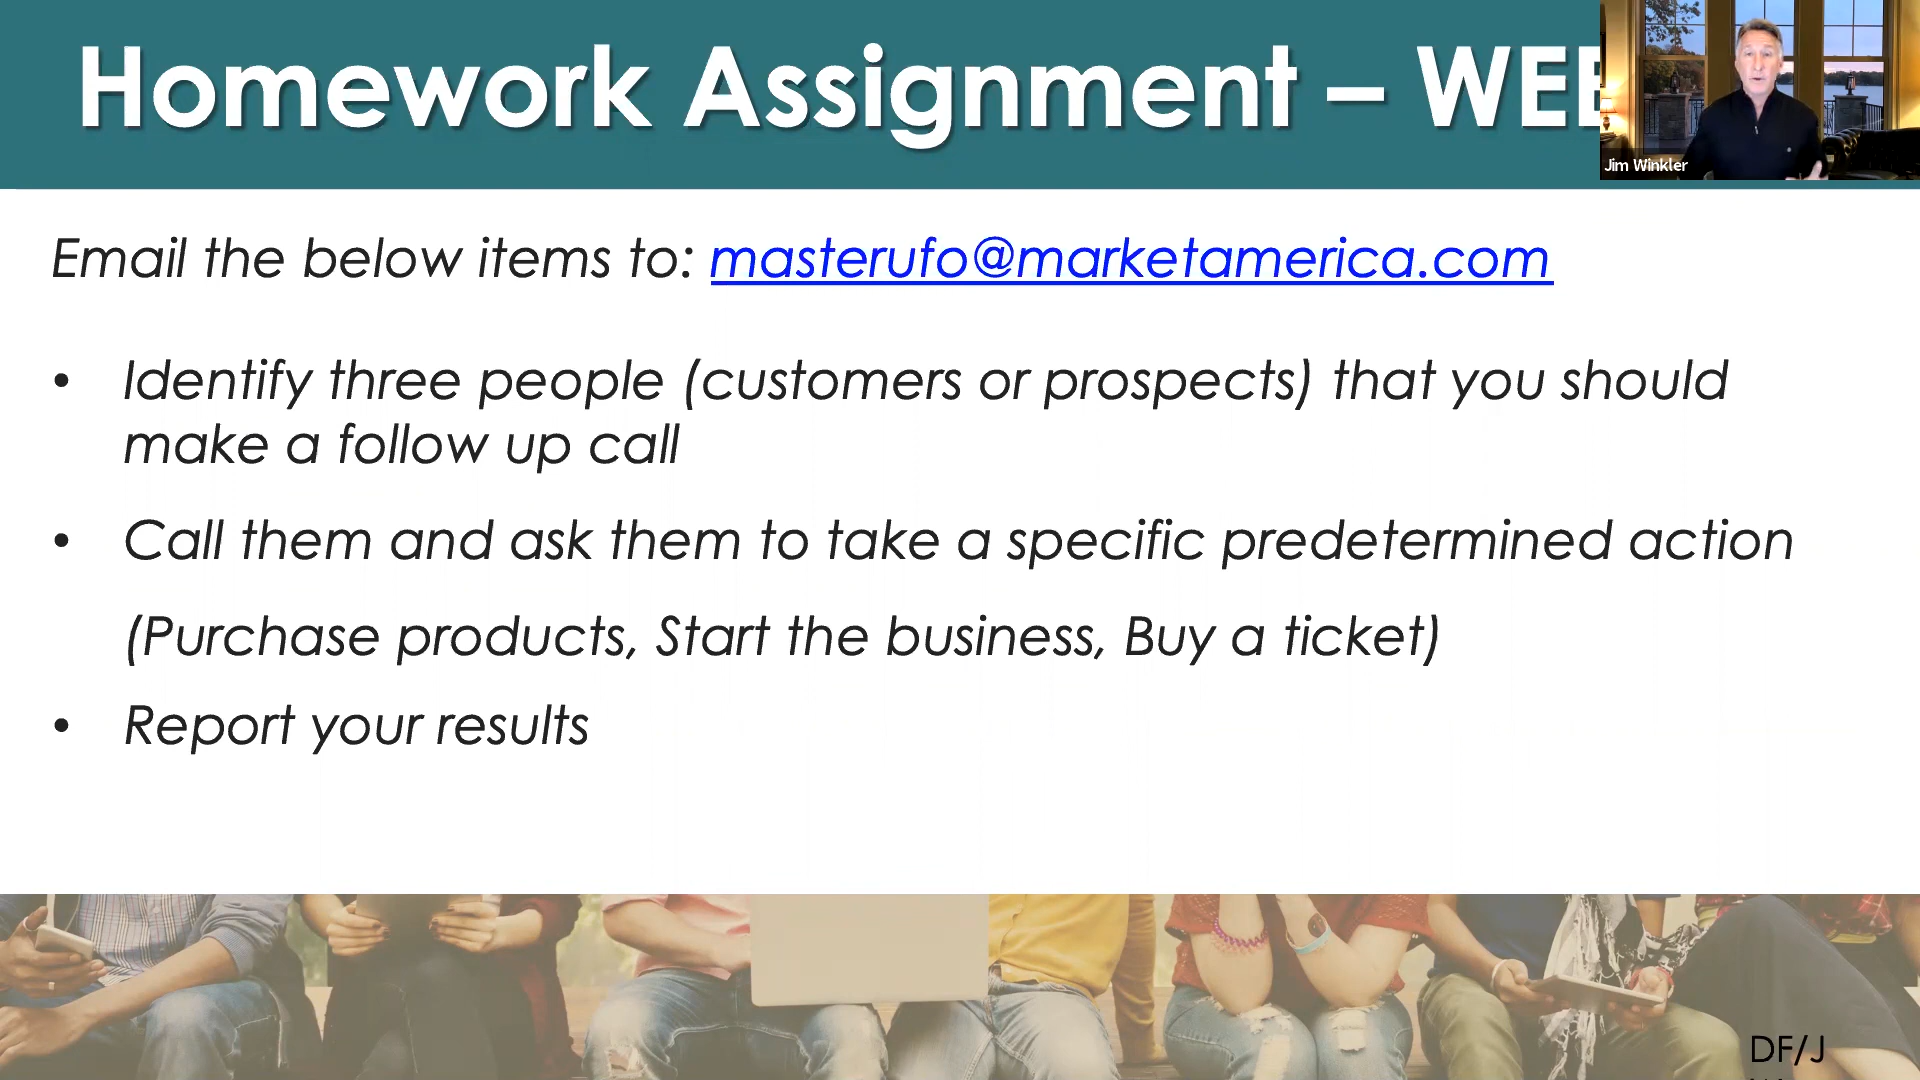 Homework Assignment – WEE
Jim Winkler
Email the below items to: masterufo@marketamerica.com
• Identify three people (customers or prospects) that you should
make a follow up call
• Call them and ask them to take a specific predetermined action
(Purchase products, Start the business, Buy a ticket)
• Report your results
DF/J